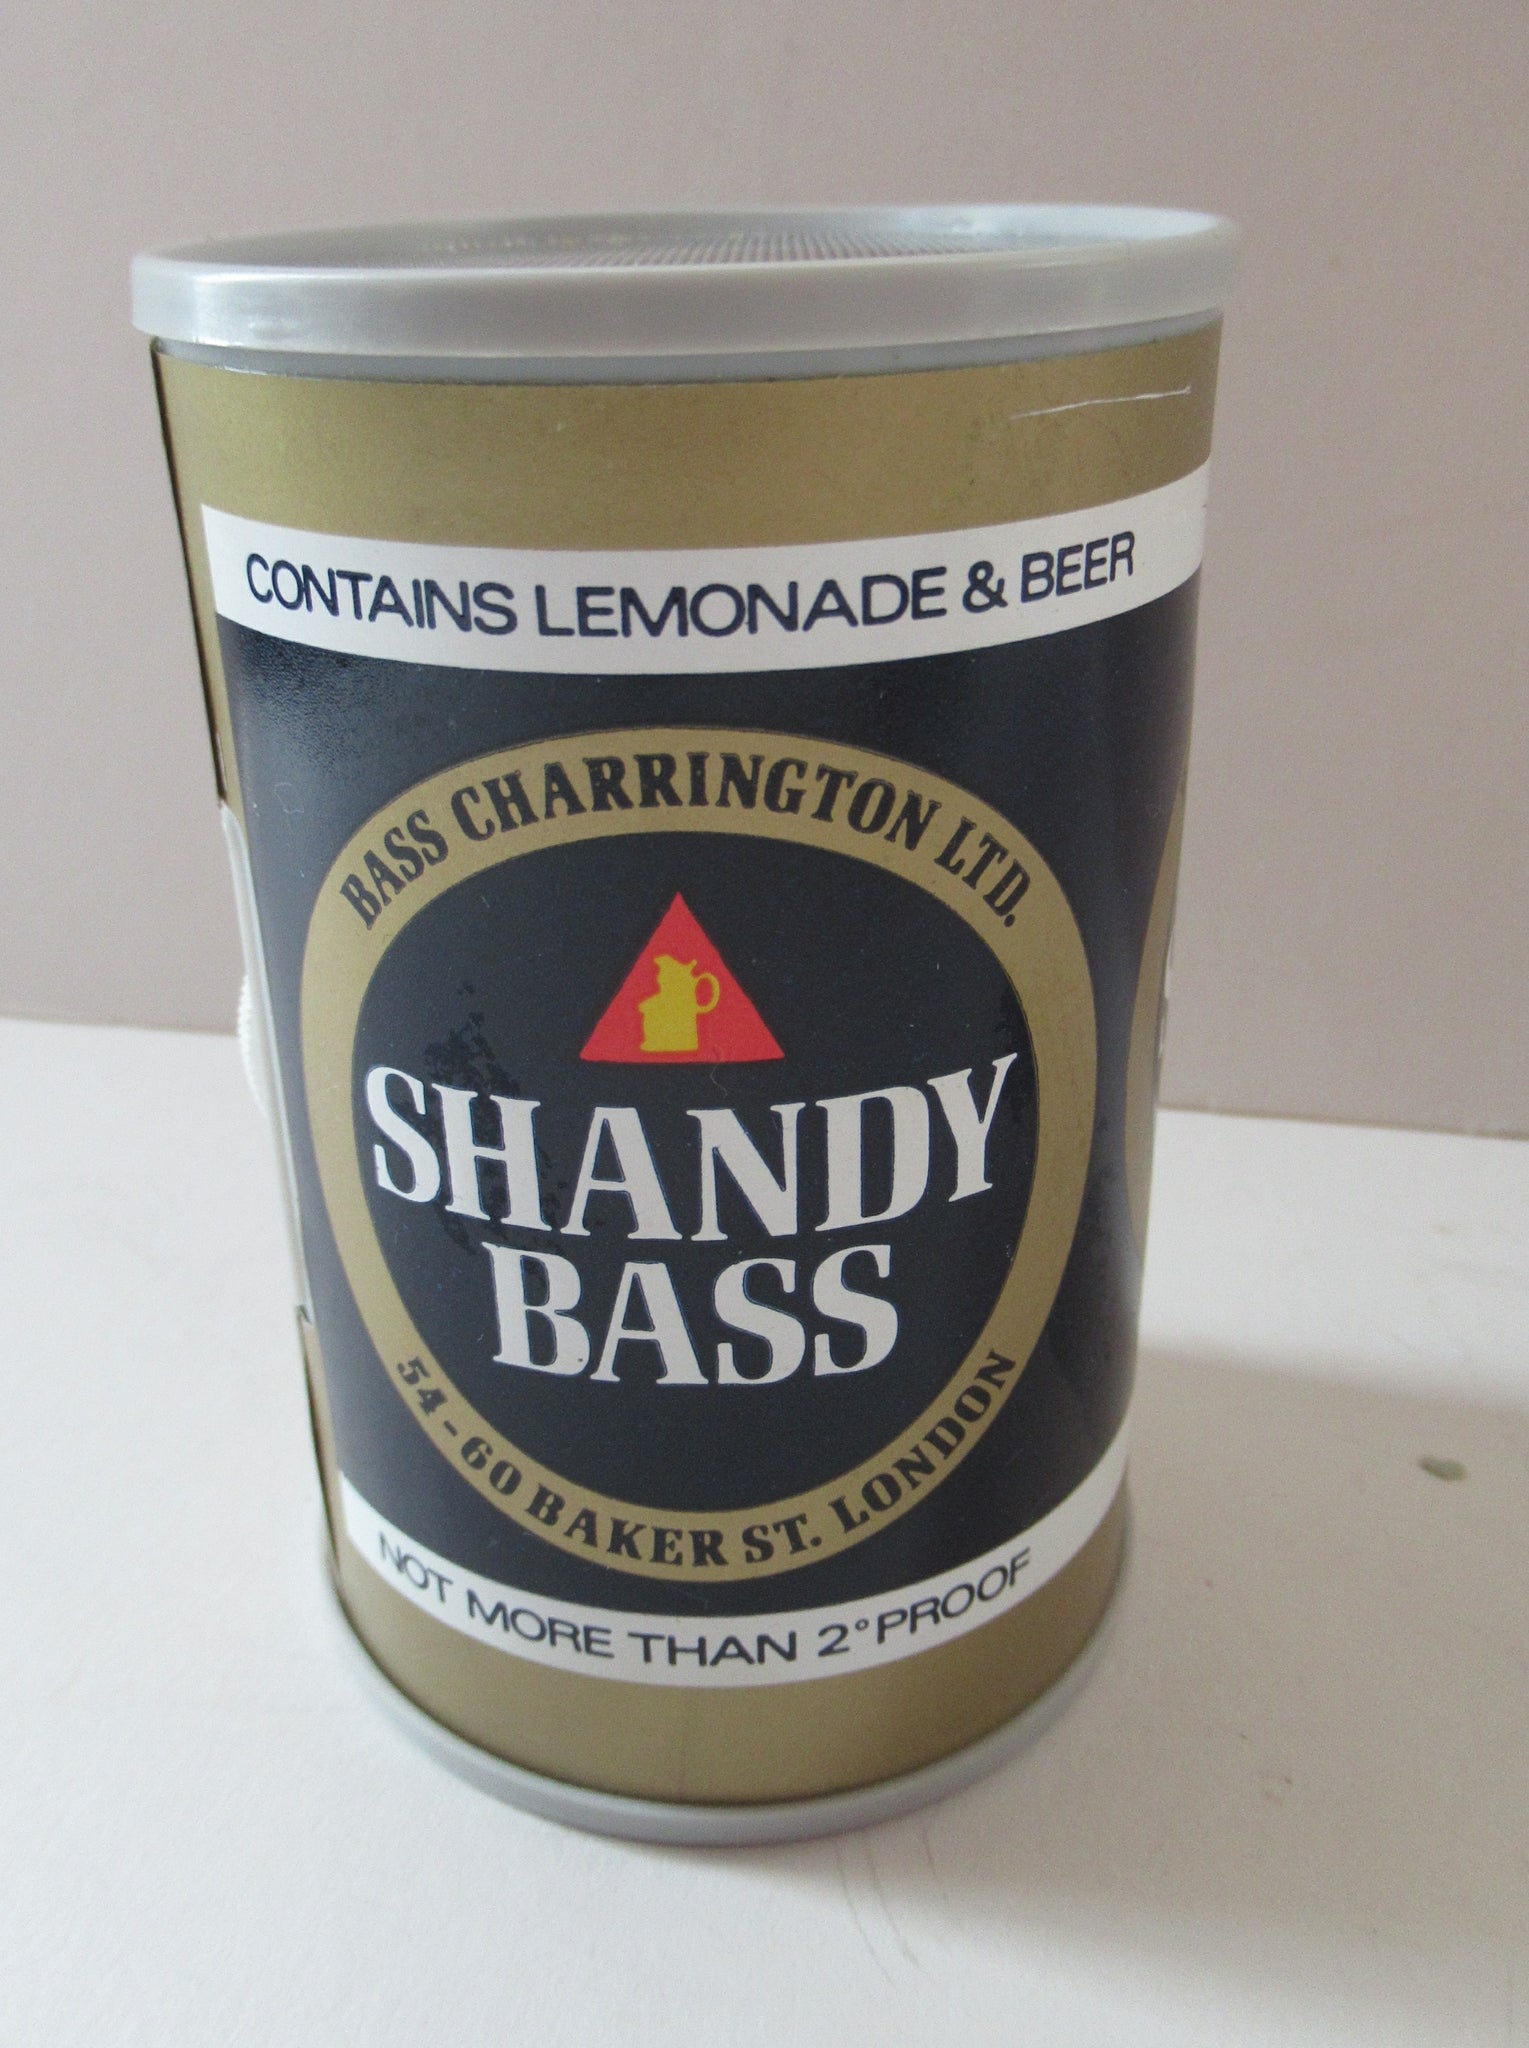 CONTAINS LEMONADE & BEER
BASS CHARRINGTON LTD.
SHANDY
BASS
54-60 BAKER ST. LONDON
NOT MORE THAN 2° PROOF